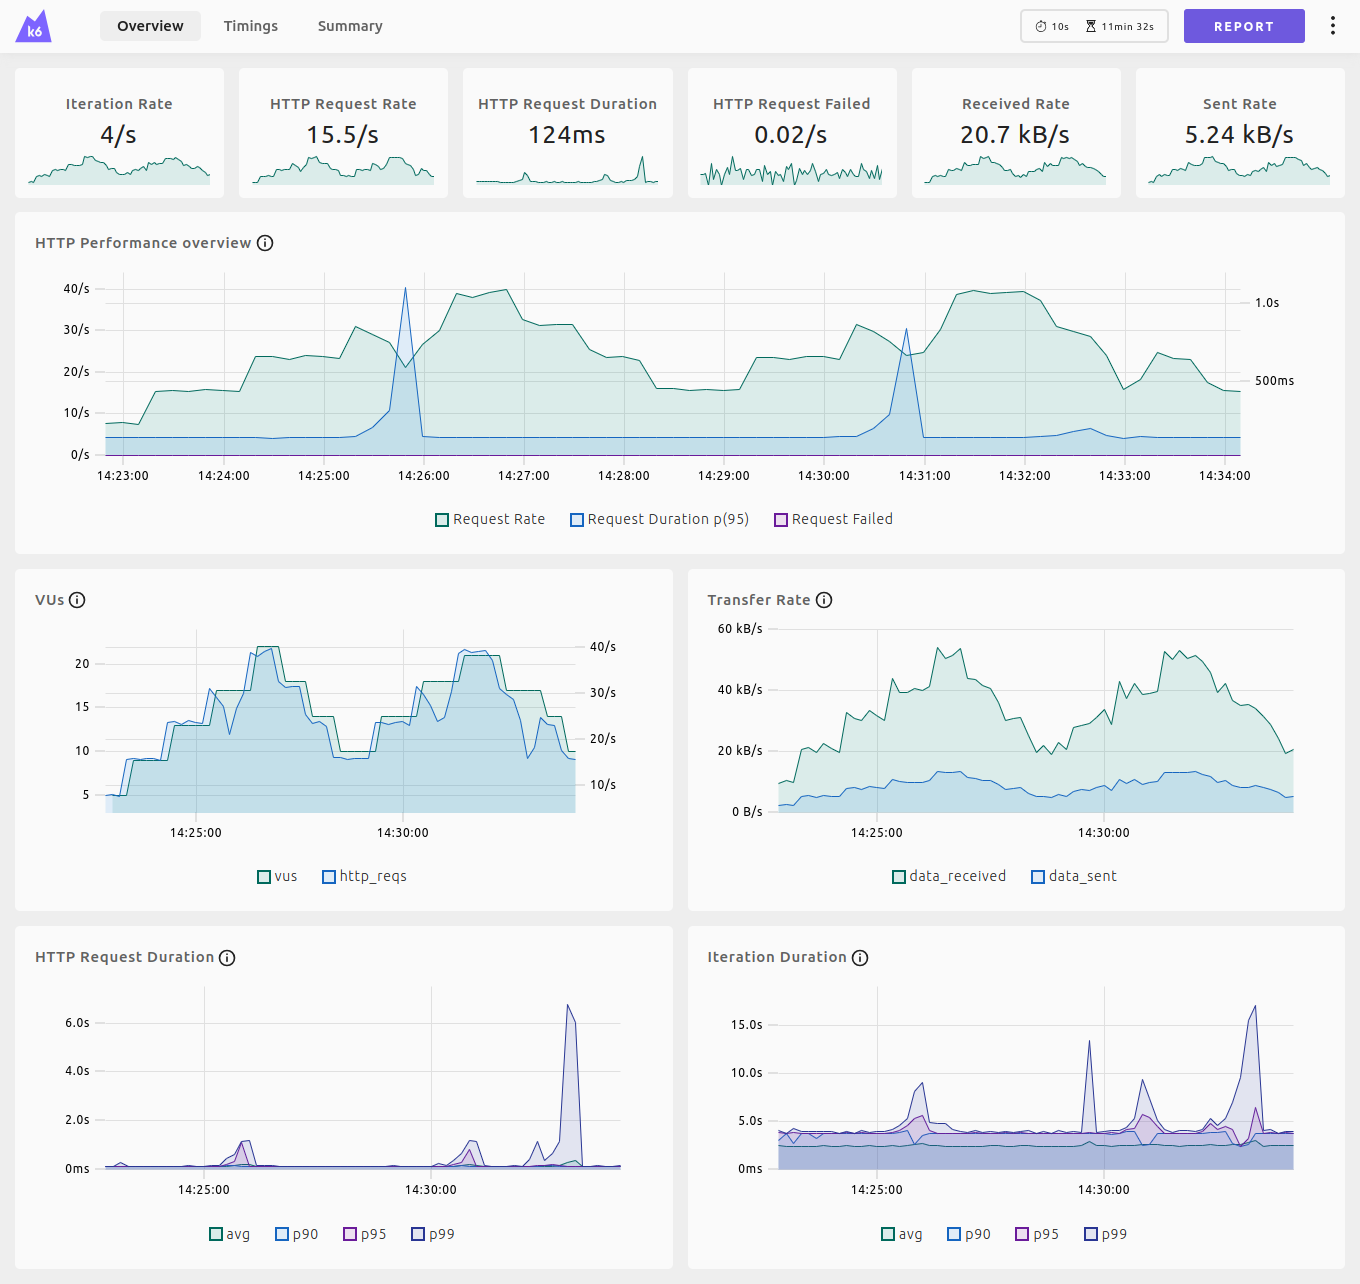 k6
Overview Timings Summary 10s 11min 32s REPORT
Iteration Rate
4/s
HTTP Request Rate
15.5/s
HTTP Request Duration
124ms
HTTP Request Failed
0.02/s
Received Rate
20.7 kB/s
Sent Rate
5.24 kB/s
HTTP Performance overview
40/s
30/s
20/s
10/s
0/s
1.0s
500ms
14:23:00 14:24:00 14:25:00 14:26:00 14:27:00 14:28:00 14:29:00 14:30:00 14:31:00 14:32:00 14:33:00 14:34:00
Request Rate Request Duration p(95) Request Failed
VUs
20
15
10
5
40/s
30/s
20/s
10/s
14:25:00 14:30:00
vus http_reqs
Transfer Rate
60 kB/s
40 kB/s
20 kB/s
0 B/s
14:25:00 14:30:00
data_received data_sent
HTTP Request Duration
6.0s
4.0s
2.0s
0ms
14:25:00 14:30:00
avg p90 p95 p99
Iteration Duration
15.0s
10.0s
5.0s
0ms
14:25:00 14:30:00
avg p90 p95 p99